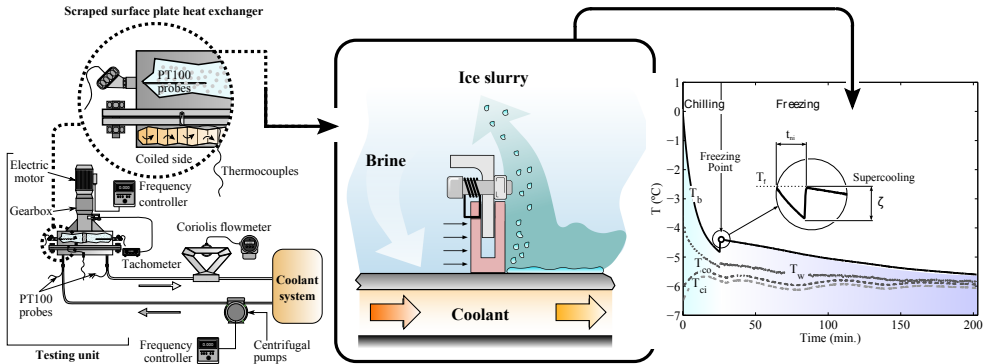 Scraped surface plate heat exchanger
PT100
probes
Coiled side
Thermocouples
Electric
motor
Gearbox
Frequency
controller
Coriolis flowmeter
Tachometer
PT100
probes
Coolant
system
Frequency
controller
Centrifugal
pumps
Testing unit
Ice slurry
Brine
Coolant
Chilling
Freezing
Freezing
Point
t_ni
T_f
Supercooling
ζ
T_b
T_co
T_ci
T_w
T (ºC)
1
0
−1
−2
−3
−4
−5
−6
−7
0
50
100
150
200
Time (min.)